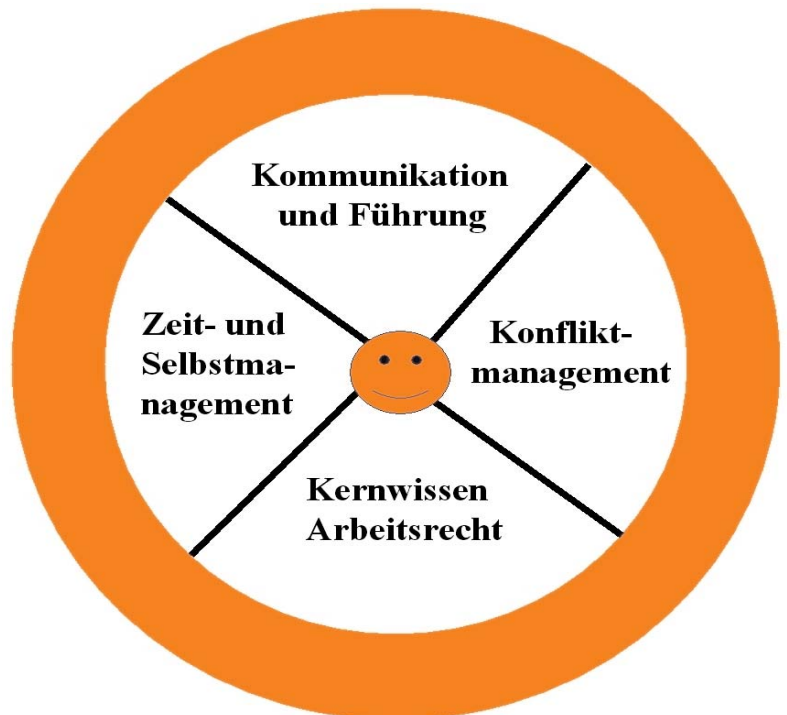 Kommunikation
und Führung
Zeit- und
Selbstma-
nagement
Konflikt-
management
Kernwissen
Arbeitsrecht